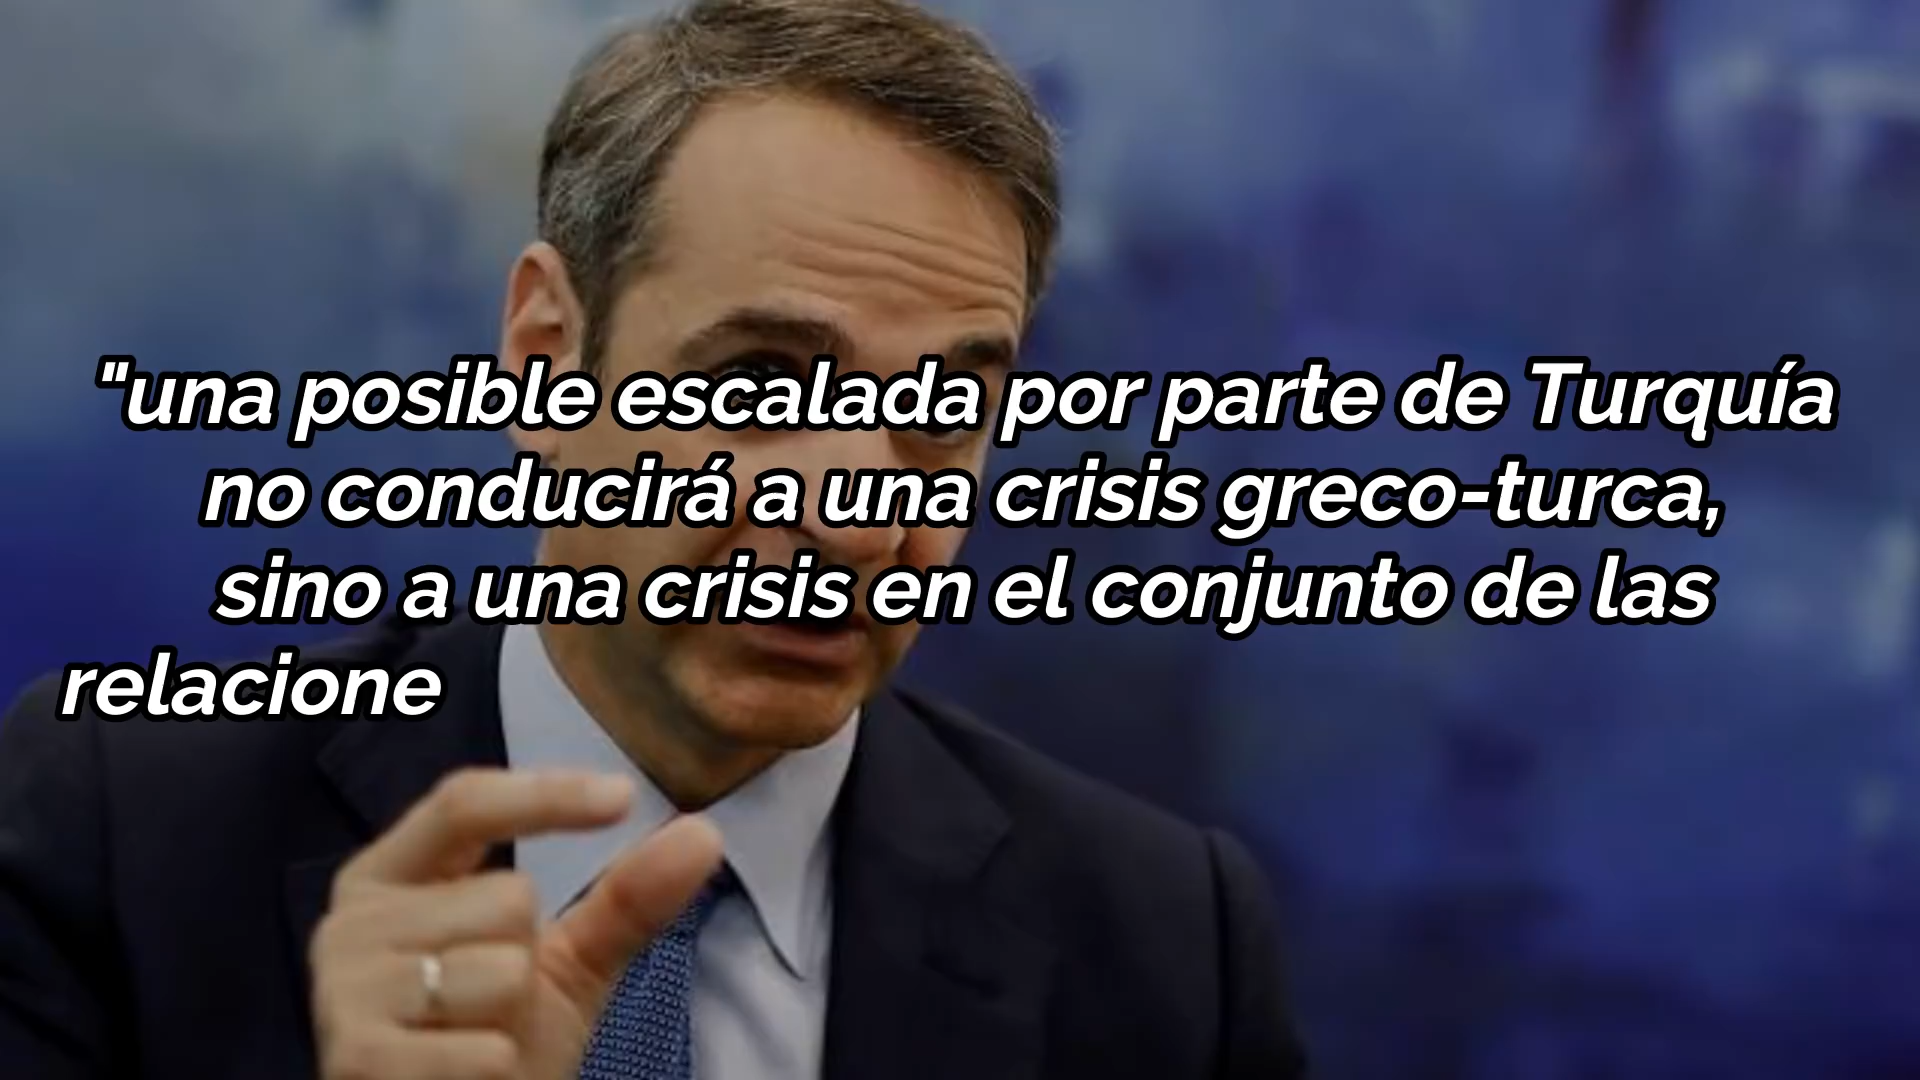 "una posible escalada por parte de Turquía
no conducirá a una crisis greco-turca,
sino a una crisis en el conjunto de las
relacione